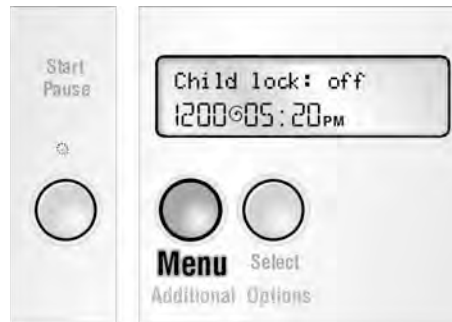 Start
Pause
Child lock: off
1200 05:20PM
Menu
Select
Additional Options